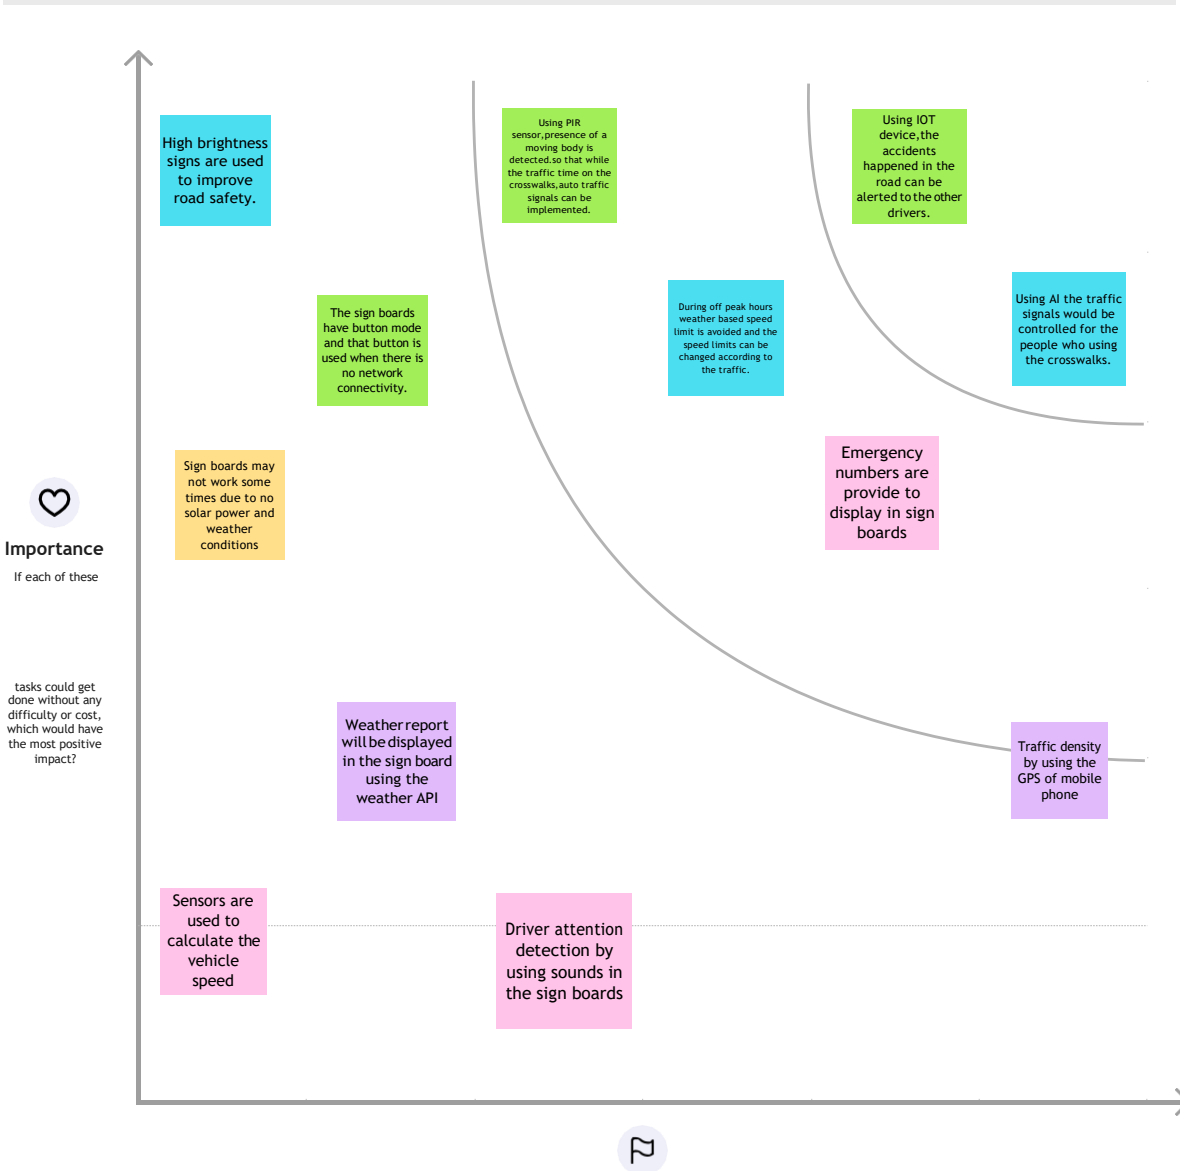 High brightness
signs are used
to improve
road safety.
Using PIR
sensor,presence of a
moving body is
detected.so that while
the traffic time on the
crosswalks,auto traffic
signals can be
implemented.
Using IOT
device,the
accidents
happened in the
road can be
alerted to the other
drivers.
The sign boards
have button mode
and that button is
used when there is
no network
connectivity.
During off peak hours
weather based speed
limit is avoided and the
speed limits can be
changed according to
the traffic.
Using AI the traffic
signals would be
controlled for the
people who using
the crosswalks.
Sign boards may
not work some
times due to no
solar power and
weather
conditions
Emergency
numbers are
provide to
display in sign
boards
Importance
If each of these
tasks could get
done without any
difficulty or cost,
which would have
the most positive
impact?
Weather report
will be displayed
in the sign board
using the
weather API
Traffic density
by using the
GPS of mobile
phone
Sensors are
used to
calculate the
vehicle
speed
Driver attention
detection by
using sounds in
the sign boards